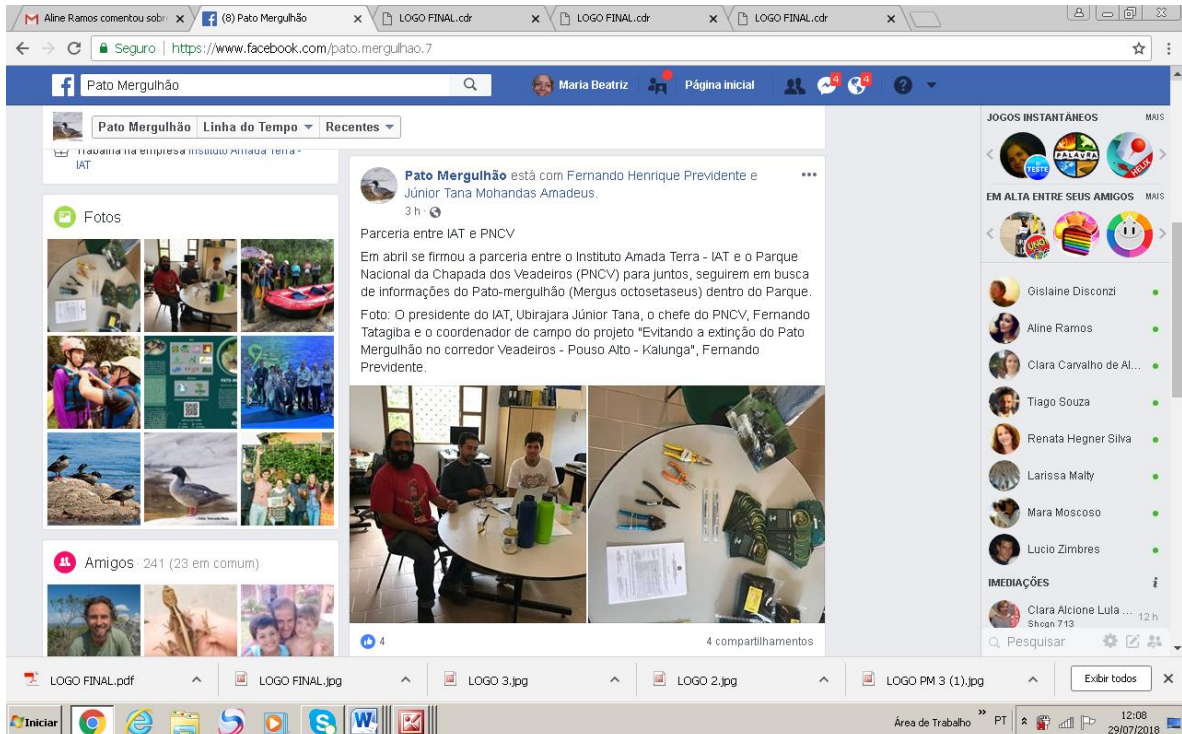 Aline Ramos comentou sobr
(8) Pato Mergulhão
LOGO FINAL.cdr
LOGO FINAL.cdr
LOGO FINAL.cdr
Seguro
https://www.facebook.com/pato.mergulhao.7
Pato Mergulhão
Maria Beatriz
Página inicial
4
4
Pato Mergulhão
Linha do Tempo
Recentes
Trabalha na empresa Instituto Amada Terra -
IAT
Fotos
Amigos · 241 (23 em comum)
Pato Mergulhão está com Fernando Henrique Previdente e
Júnior Tana Mohandas Amadeus.
3 h ·
Parceria entre IAT e PNCV
Em abril se firmou a parceria entre o Instituto Amada Terra - IAT e o Parque
Nacional da Chapada dos Veadeiros (PNCV) para juntos, seguirem em busca
de informações do Pato-mergulhão (Mergus octosetaseus) dentro do Parque.
Foto: O presidente do IAT, Ubirajara Júnior Tana, o chefe do PNCV, Fernando
Tatagiba e o coordenador de campo do projeto "Evitando a extinção do Pato
Mergulhão no corredor Veadeiros - Pouso Alto - Kalunga", Fernando
Previdente.
4
4 compartilhamentos
JOGOS INSTANTÂNEOS
MAIS
TESTE
PALAVRA
HELIX
EM ALTA ENTRE SEUS AMIGOS
MAIS
UNO
Gislaine Disconzi
Aline Ramos
Clara Carvalho de Al...
Tiago Souza
Renata Hegner Silva
Larissa Malty
Mara Moscoso
Lucio Zimbres
IMEDIAÇÕES
Clara Alcione Lula ...
12 h
Shcgn 713
Pesquisar
LOGO FINAL.pdf
LOGO FINAL.jpg
LOGO 3.jpg
LOGO 2.jpg
LOGO PM 3 (1).jpg
Exibir todos
Iniciar
Área de Trabalho
PT
12:08
29/07/2018